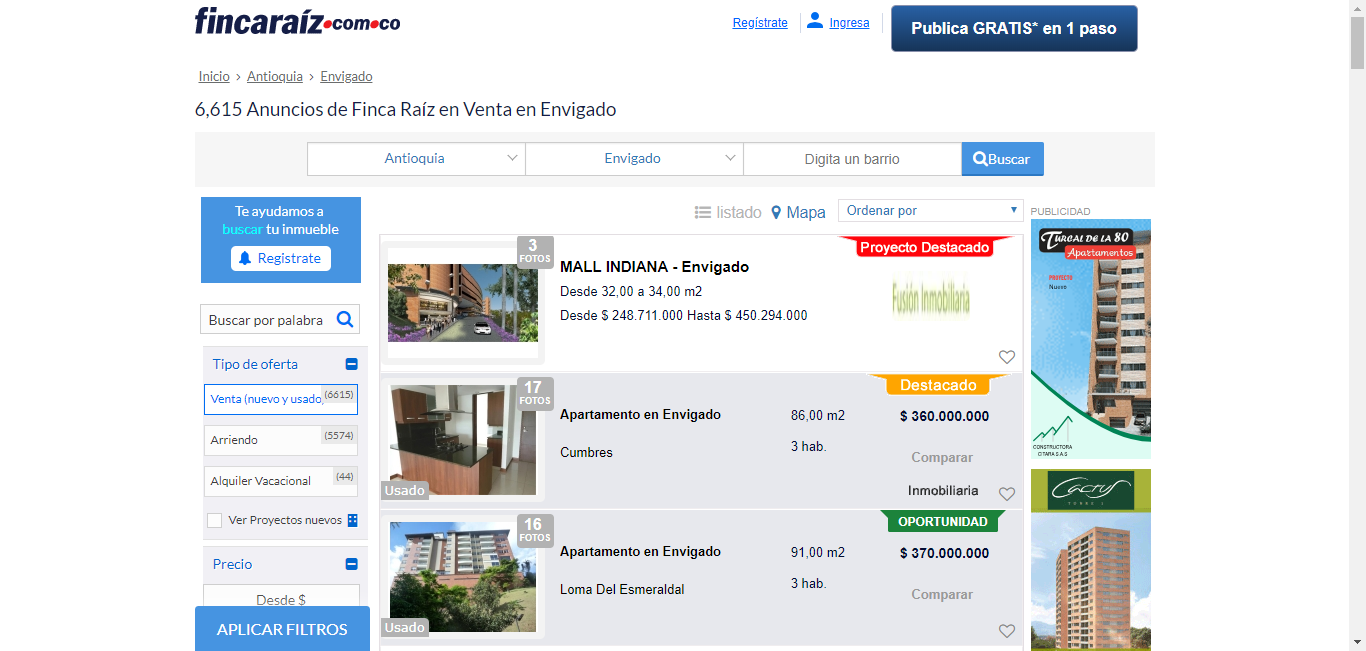 fincaraíz.com.co
Regístrate
Ingresa
Publica GRATIS* en 1 paso
Inicio › Antioquia › Envigado
6,615 Anuncios de Finca Raíz en Venta en Envigado
Antioquia
Envigado
Digita un barrio
Buscar
Te ayudamos a
buscar tu inmueble
Registrate
listado
Mapa
Ordenar por
PUBLICIDAD
Buscar por palabra
Tipo de oferta
Venta (nuevo y usado)
(6615)
Arriendo
(5574)
Alquiler Vacacional
(44)
Ver Proyectos nuevos
Precio
Desde $
APLICAR FILTROS
3
FOTOS
MALL INDIANA - Envigado
Desde 32,00 a 34,00 m2
Desde $ 248.711.000 Hasta $ 450.294.000
Proyecto Destacado
Fusión Inmobiliaria
17
FOTOS
Usado
Apartamento en Envigado
Cumbres
86,00 m2
3 hab.
Destacado
$ 360.000.000
Comparar
Inmobiliaria
16
FOTOS
Usado
Apartamento en Envigado
Loma Del Esmeraldal
91,00 m2
3 hab.
OPORTUNIDAD
$ 370.000.000
Comparar
Turcal de la 80
Apartamentos
PROYECTO
Nuevo
CONSTRUCTORA
CITARA S.A.S
Cactus